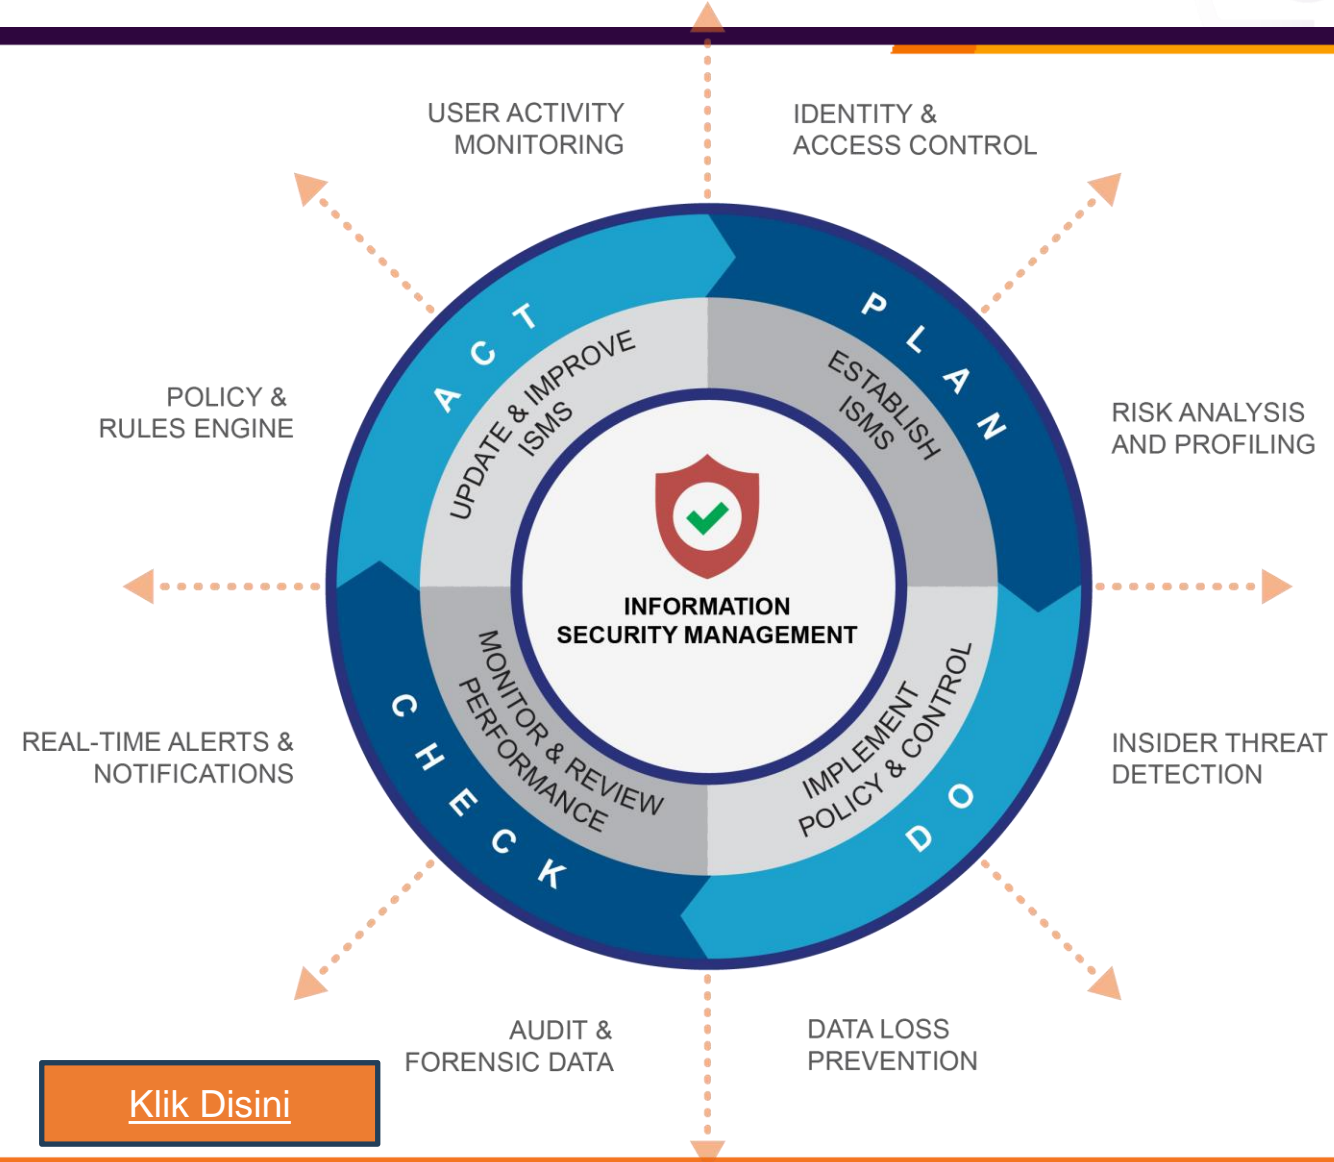 USER ACTIVITY
MONITORING
IDENTITY &
ACCESS CONTROL
POLICY &
RULES ENGINE
RISK ANALYSIS
AND PROFILING
REAL-TIME ALERTS &
NOTIFICATIONS
INSIDER THREAT
DETECTION
AUDIT &
FORENSIC DATA
DATA LOSS
PREVENTION
ACT
UPDATE & IMPROVE
ISMS
PLAN
ESTABLISH
ISMS
INFORMATION
SECURITY MANAGEMENT
CHECK
MONITOR & REVIEW
PERFORMANCE
DO
IMPLEMENT
POLICY & CONTROL
Klik Disini